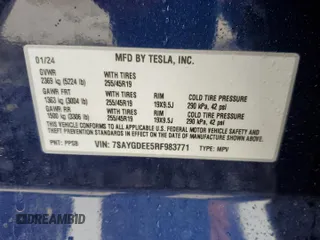 MFD BY TESLA, INC.
01/24
GVWR
2369 kg (5224 lb)
WITH TIRES
255/45R19
GAWR FRT
1363 kg (3004 lb)
WITH TIRES
255/45R19
RIM
19X9.5J
COLD TIRE PRESSURE
290 kPa, 42 psi
GAWR RR
1500 kg (3306 lb)
WITH TIRES
255/45R19
RIM
19X9.5J
COLD TIRE PRESSURE
290 kPa, 42 psi
THIS VEHICLE CONFORMS TO ALL APPLICABLE FEDERAL MOTOR VEHICLE
SAFETY AND THEFT PREVENTION STANDARDS IN EFFECT ON THE DATE OF
MANUFACTURE SHOWN ABOVE.
PNT: PPSB
VIN: 7SAYGDEE5RF983771
TYPE: MPV
DREAMBID